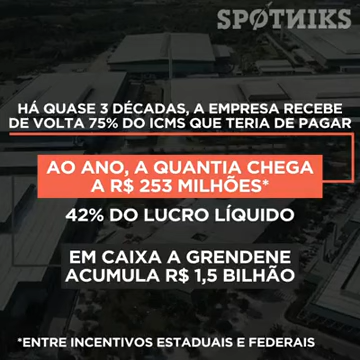 SPØTNIKS
HÁ QUASE 3 DÉCADAS, A EMPRESA RECEBE
DE VOLTA 75% DO ICMS QUE TERIA DE PAGAR
AO ANO, A QUANTIA CHEGA
A R$ 253 MILHÕES*
42% DO LUCRO LÍQUIDO
EM CAIXA A GRENDENE
ACUMULA R$ 1,5 BILHÃO
*ENTRE INCENTIVOS ESTADUAIS E FEDERAIS